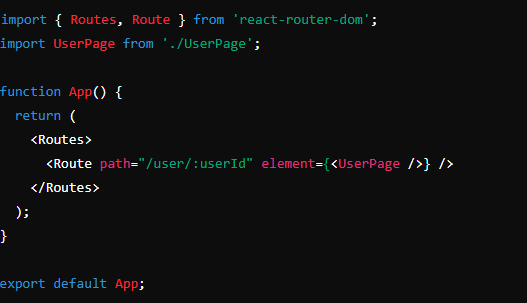 import { Routes, Route } from 'react-router-dom';
import UserPage from './UserPage';
function App() {
return (
<Routes>
<Route path="/user/:userId" element={<UserPage />} />
</Routes>
);
}
export default App;